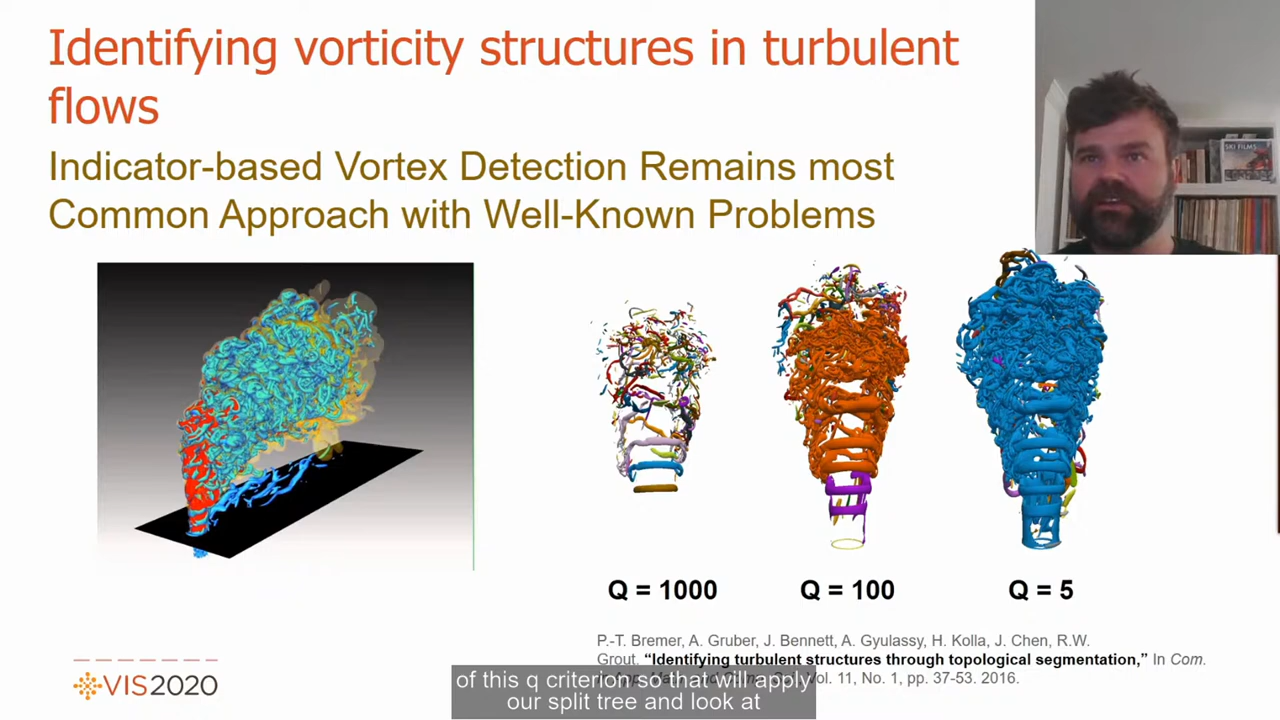 Identifying vorticity structures in turbulent
flows
Indicator-based Vortex Detection Remains most
Common Approach with Well-Known Problems
SKI FILMS
Q = 1000
Q = 100
Q = 5
P.-T. Bremer, A. Gruber, J. Bennett, A. Gyulassy, H. Kolla, J. Chen, R.W.
Grout. “Identifying turbulent structures through topological segmentation,” In Com.
Vol. 11, No. 1, pp. 37-53. 2016.
VIS2020
of this q criterion so that will apply
our split tree and look at